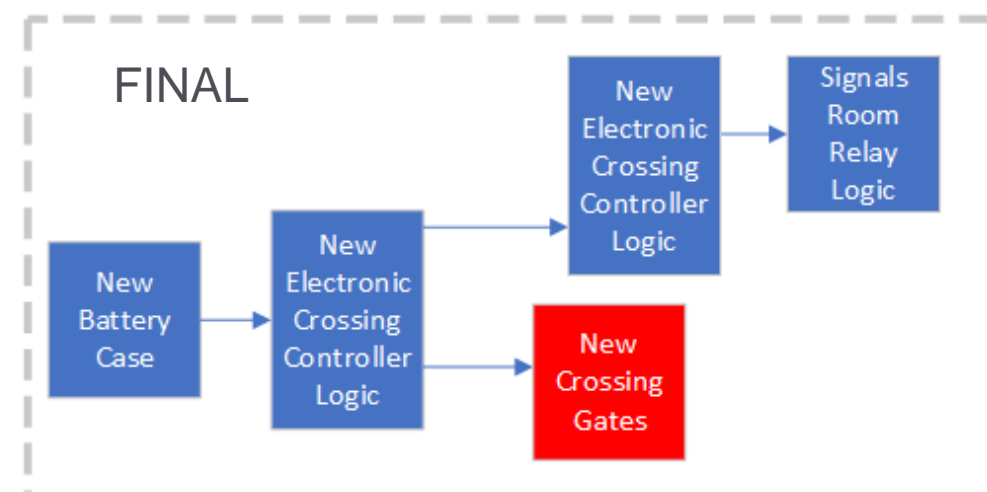 FINAL
New
Battery
Case
New
Electronic
Crossing
Controller
Logic
New
Electronic
Crossing
Controller
Logic
Signals
Room
Relay
Logic
New
Crossing
Gates